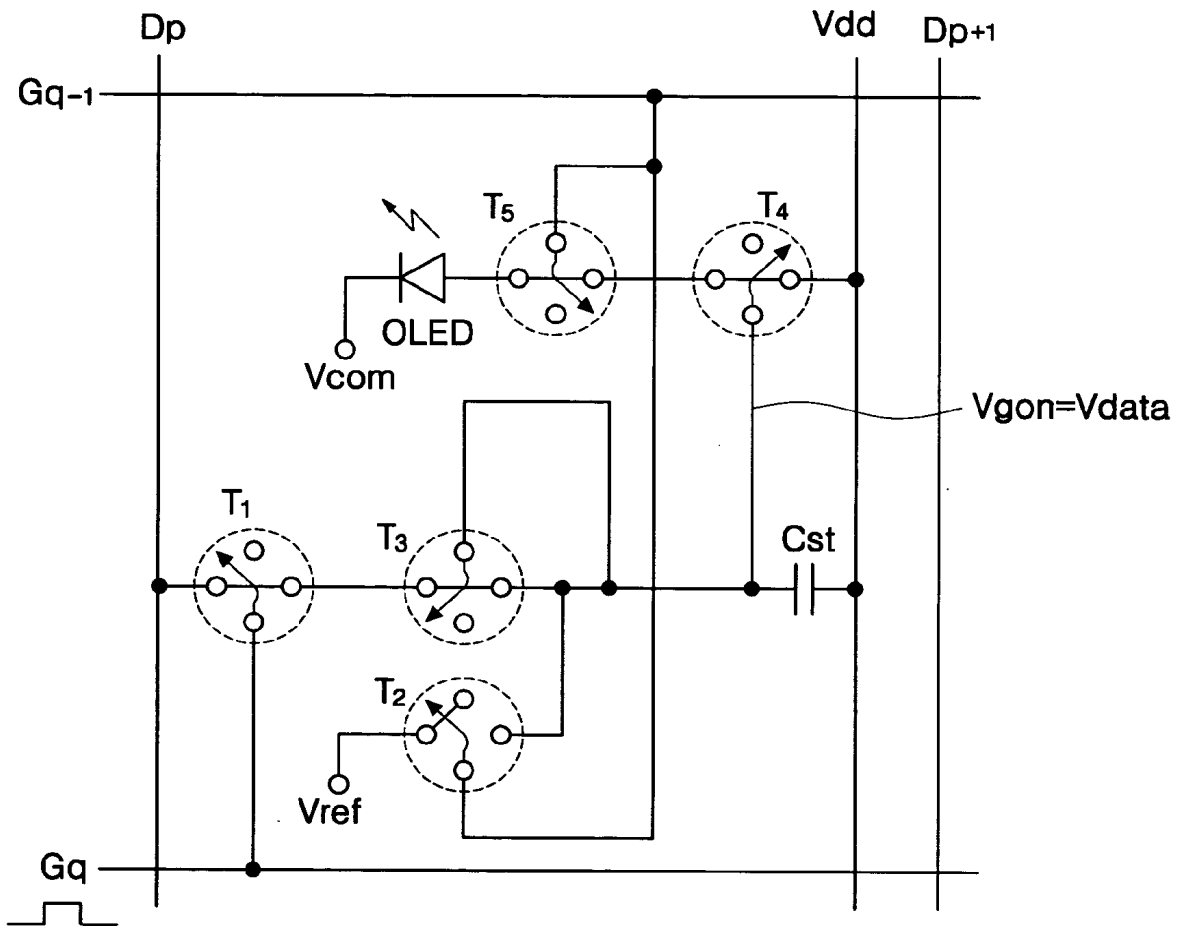 Dp
Vdd
Dp+1
Gq-1
T5
T4
OLED
Vcom
Vgon=Vdata
T1
T3
Cst
T2
Vref
Gq